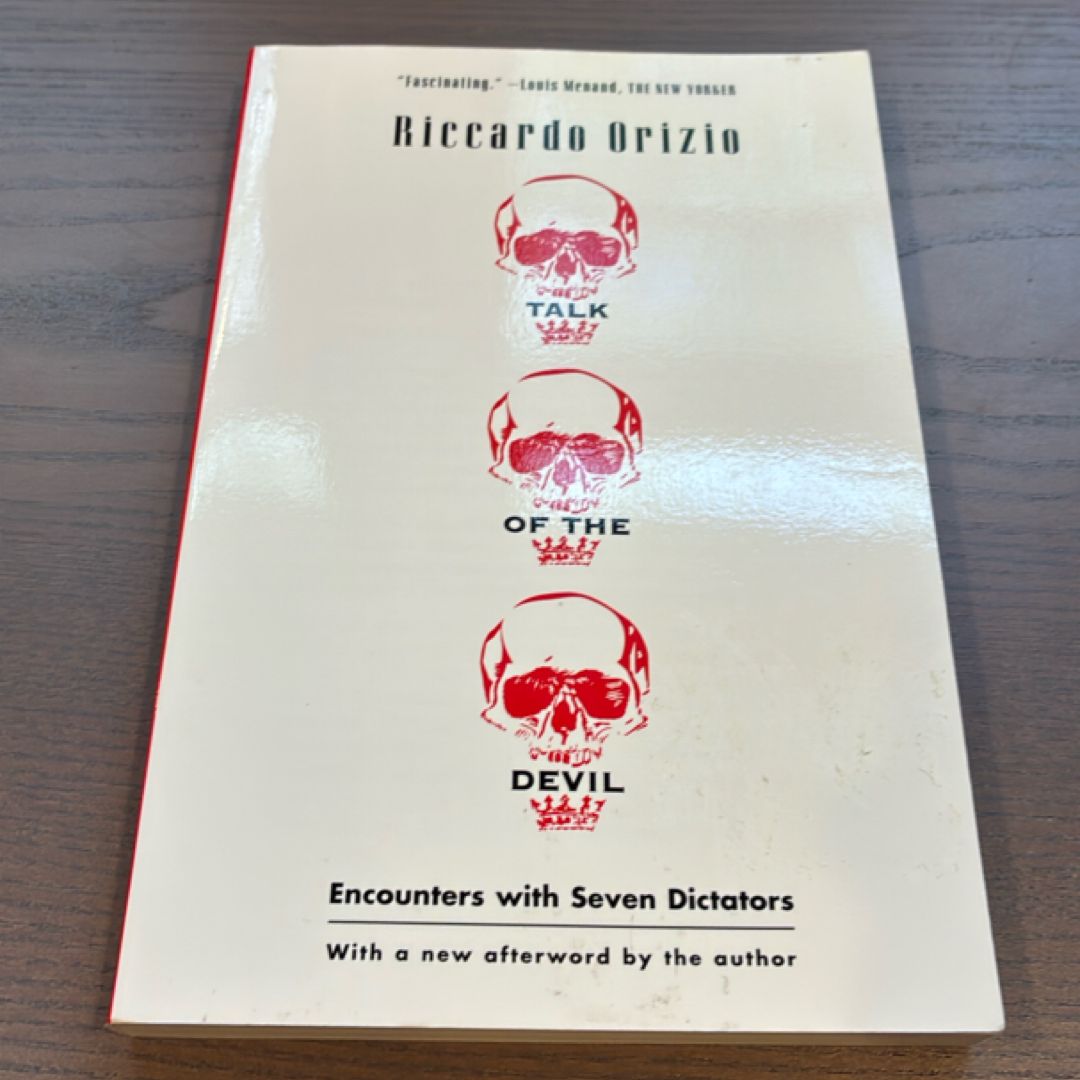 "Fascinating." —Louis Menand, THE NEW YORKER
Riccardo Orizio
TALK
OF THE
DEVIL
Encounters with Seven Dictators
With a new afterword by the author